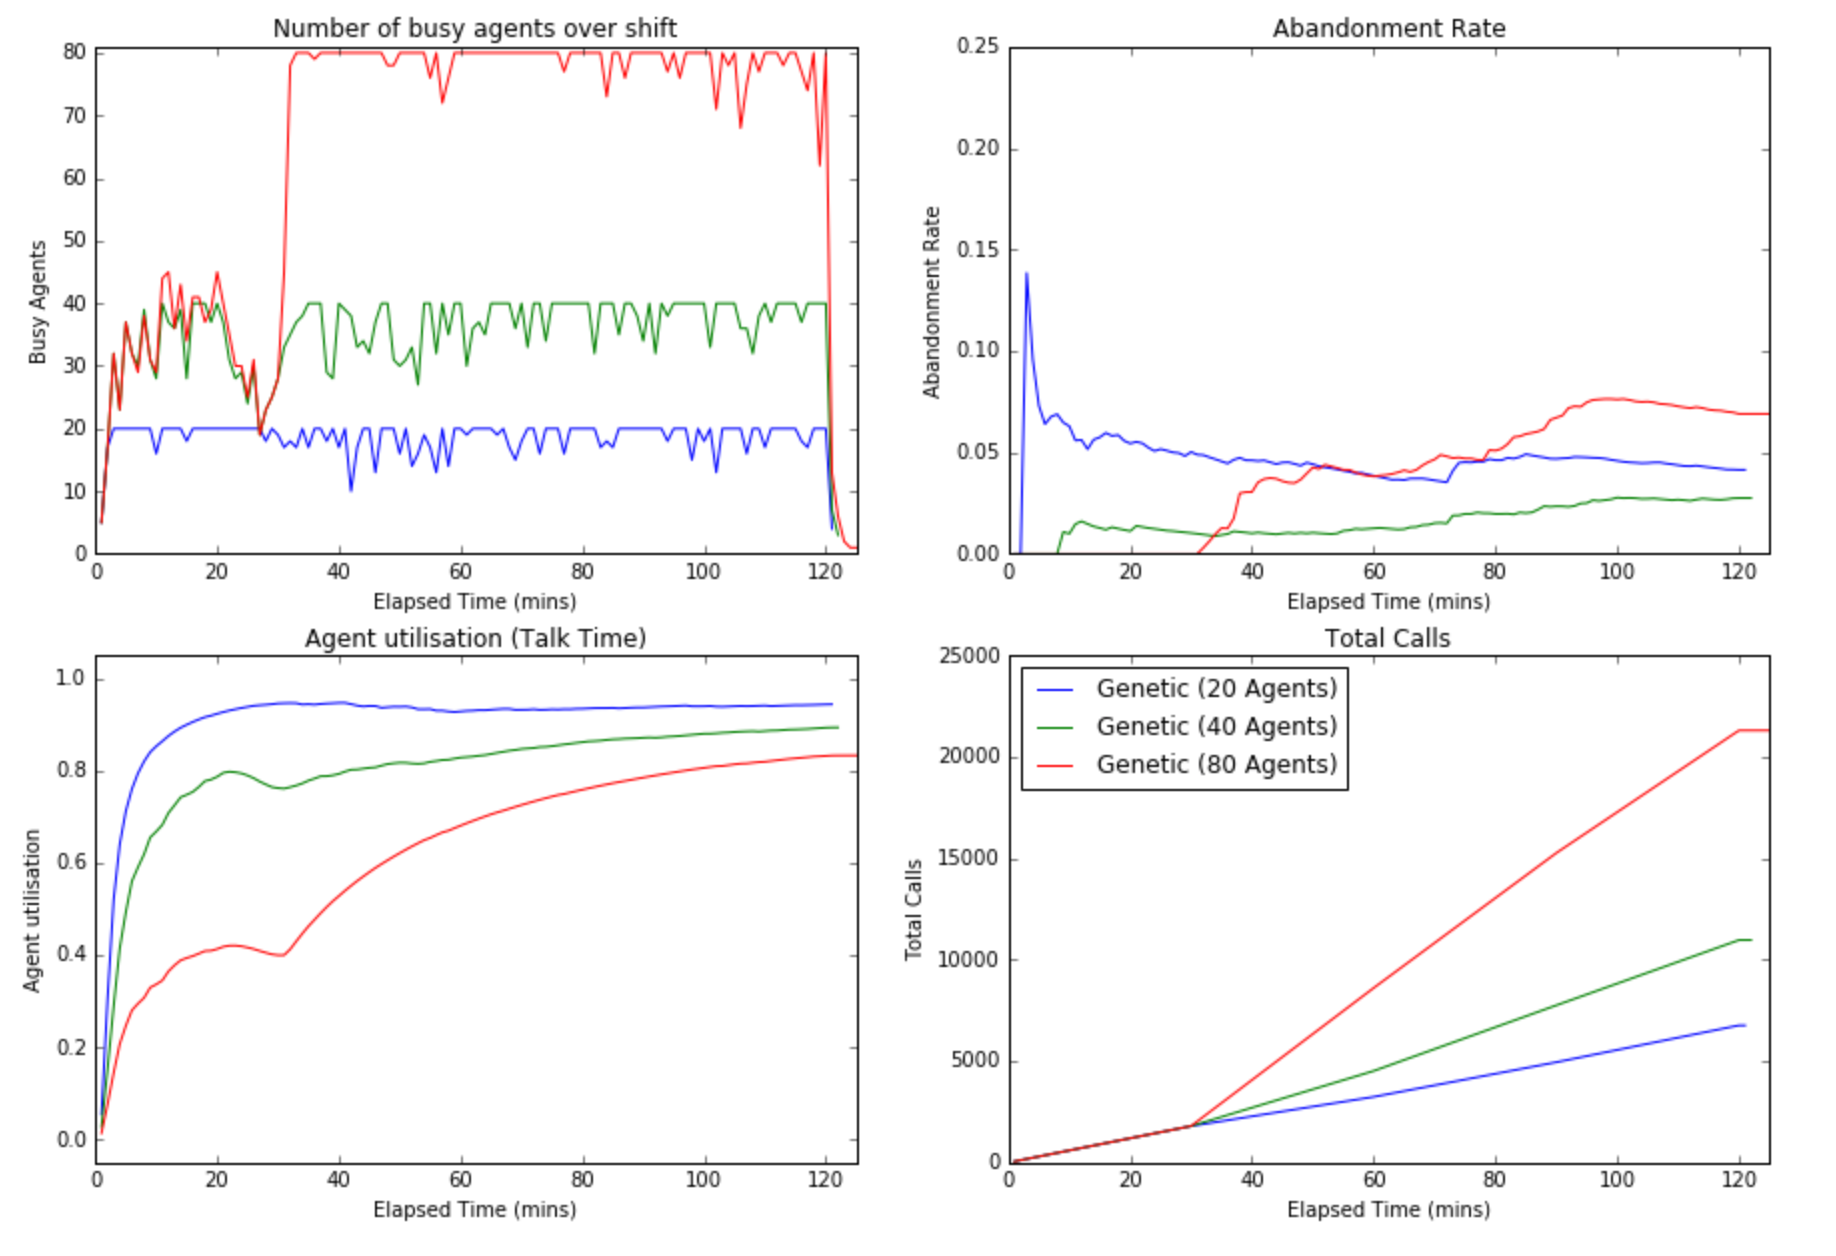 Number of busy agents over shift
80
70
60
50
40
30
20
10
0
Busy Agents
0 20 40 60 80 100 120
Elapsed Time (mins)
Abandonment Rate
0.25
0.20
0.15
0.10
0.05
0.00
Abandonment Rate
0 20 40 60 80 100 120
Elapsed Time (mins)
Agent utilisation (Talk Time)
1.0
0.8
0.6
0.4
0.2
0.0
Agent utilisation
0 20 40 60 80 100 120
Elapsed Time (mins)
Total Calls
25000
20000
15000
10000
5000
0
Total Calls
Genetic (20 Agents)
Genetic (40 Agents)
Genetic (80 Agents)
0 20 40 60 80 100 120
Elapsed Time (mins)